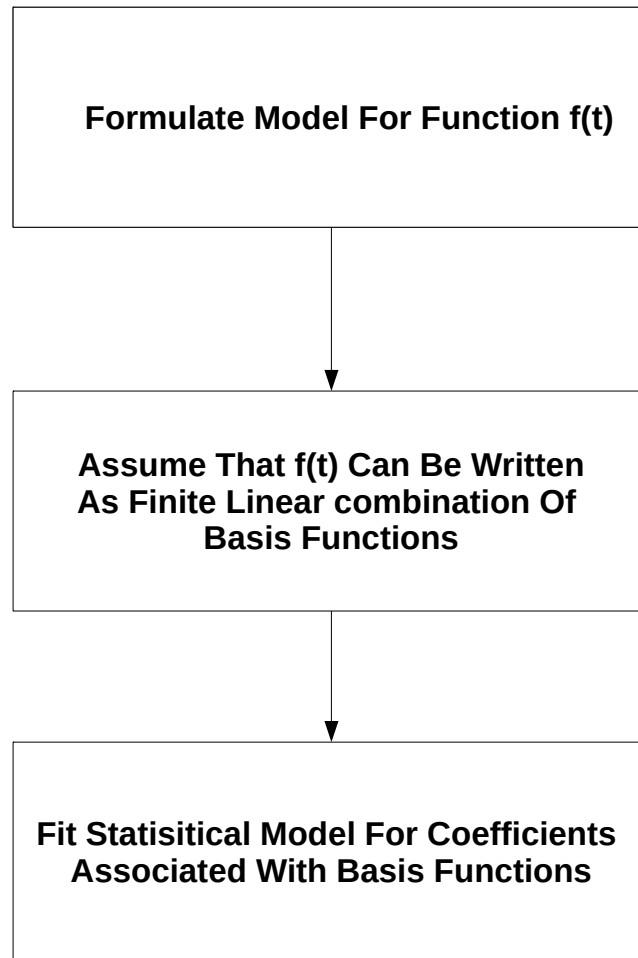 Formulate Model For Function f(t)
Assume That f(t) Can Be Written
As Finite Linear combination Of
Basis Functions
Fit Statisitical Model For Coefficients
Associated With Basis Functions